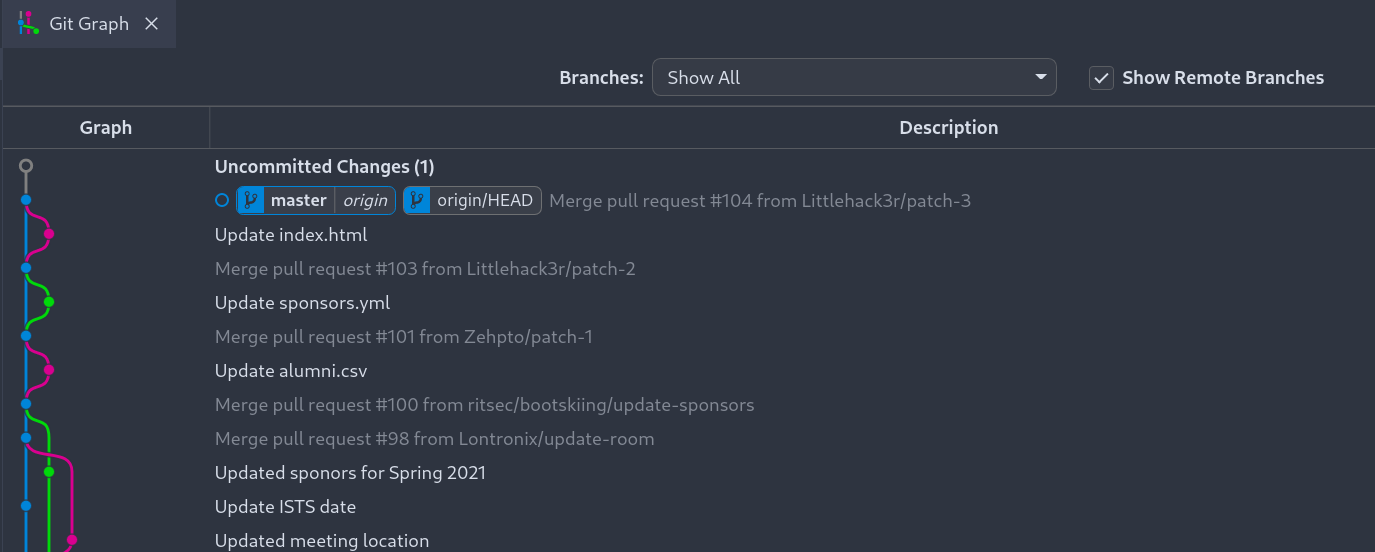 Git Graph
Branches: Show All Show Remote Branches
Graph Description
Uncommitted Changes (1)
master origin origin/HEAD Merge pull request #104 from Littlehack3r/patch-3
Update index.html
Merge pull request #103 from Littlehack3r/patch-2
Update sponsors.yml
Merge pull request #101 from Zehpto/patch-1
Update alumni.csv
Merge pull request #100 from ritsec/bootskiing/update-sponsors
Merge pull request #98 from Lontronix/update-room
Updated sponors for Spring 2021
Update ISTS date
Updated meeting location